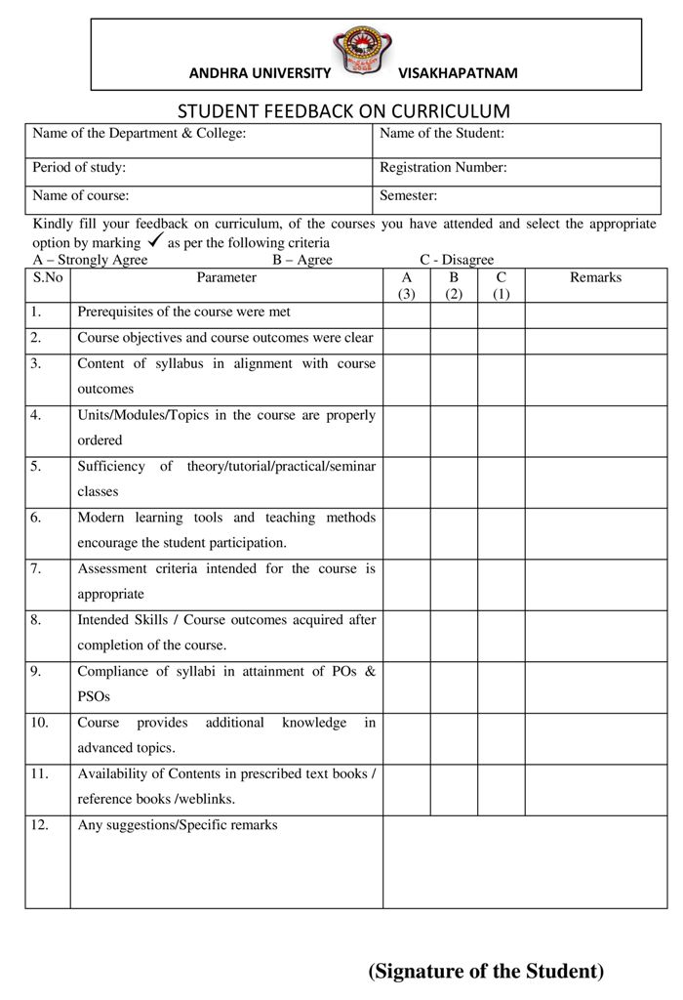 ANDHRA UNIVERSITY VISAKHAPATNAM
STUDENT FEEDBACK ON CURRICULUM
Name of the Department & College: Name of the Student:
Period of study: Registration Number:
Name of course: Semester:
Kindly fill your feedback on curriculum, of the courses you have attended and select the appropriate
option by marking ✓ as per the following criteria
A – Strongly Agree B – Agree C - Disagree
S.No Parameter A B C Remarks
(3) (2) (1)
1. Prerequisites of the course were met
2. Course objectives and course outcomes were clear
3. Content of syllabus in alignment with course
outcomes
4. Units/Modules/Topics in the course are properly
ordered
5. Sufficiency of theory/tutorial/practical/seminar
classes
6. Modern learning tools and teaching methods
encourage the student participation.
7. Assessment criteria intended for the course is
appropriate
8. Intended Skills / Course outcomes acquired after
completion of the course.
9. Compliance of syllabi in attainment of POs &
PSOs
10. Course provides additional knowledge in
advanced topics.
11. Availability of Contents in prescribed text books /
reference books /weblinks.
12. Any suggestions/Specific remarks
(Signature of the Student)